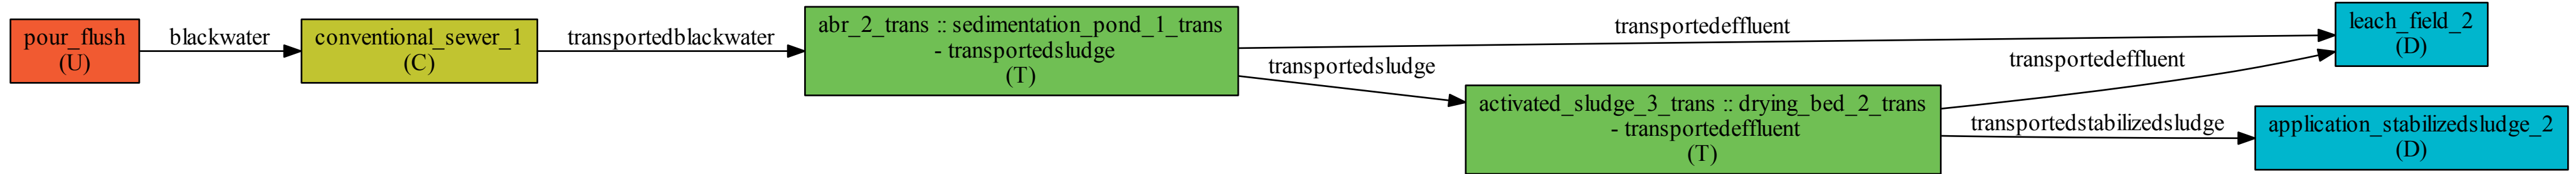 pour_flush
(U)
blackwater
conventional_sewer_1
(C)
transportedblackwater
abr_2_trans :: sedimentation_pond_1_trans
- transportedsludge
(T)
transportedeffluent
transportedsludge
activated_sludge_3_trans :: drying_bed_2_trans
- transportedeffluent
(T)
transportedeffluent
transportedstabilizedsludge
leach_field_2
(D)
application_stabilizedsludge_2
(D)